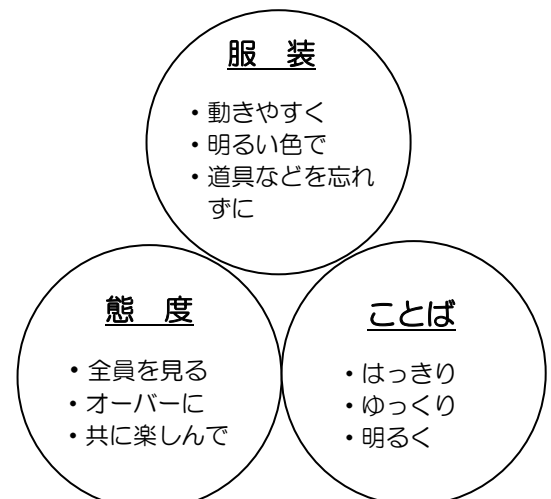 服　装
・動きやすく
・明るい色で
・道具などを忘れ
ずに
態　度
・全員を見る
・オーバーに
・共に楽しんで
ことば
・はっきり
・ゆっくり
・明るく